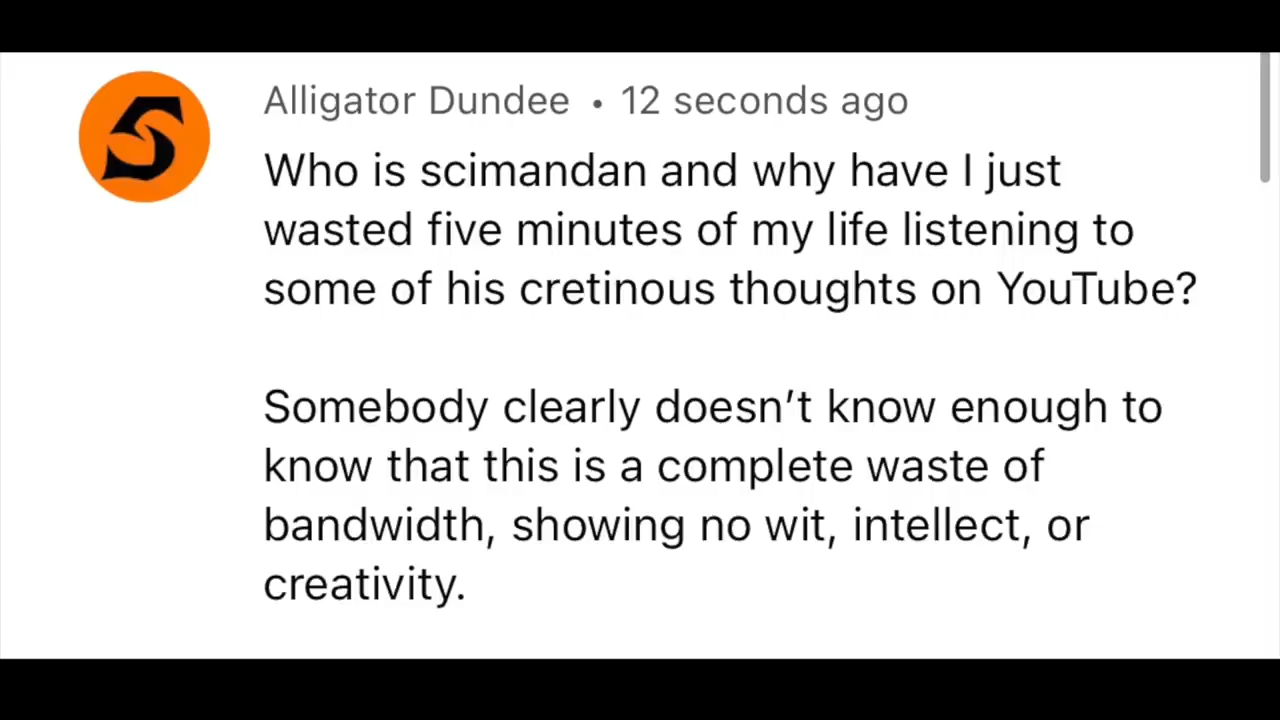 Alligator Dundee • 12 seconds ago
Who is scimandan and why have I just
wasted five minutes of my life listening to
some of his cretinous thoughts on YouTube?
Somebody clearly doesn’t know enough to
know that this is a complete waste of
bandwidth, showing no wit, intellect, or
creativity.